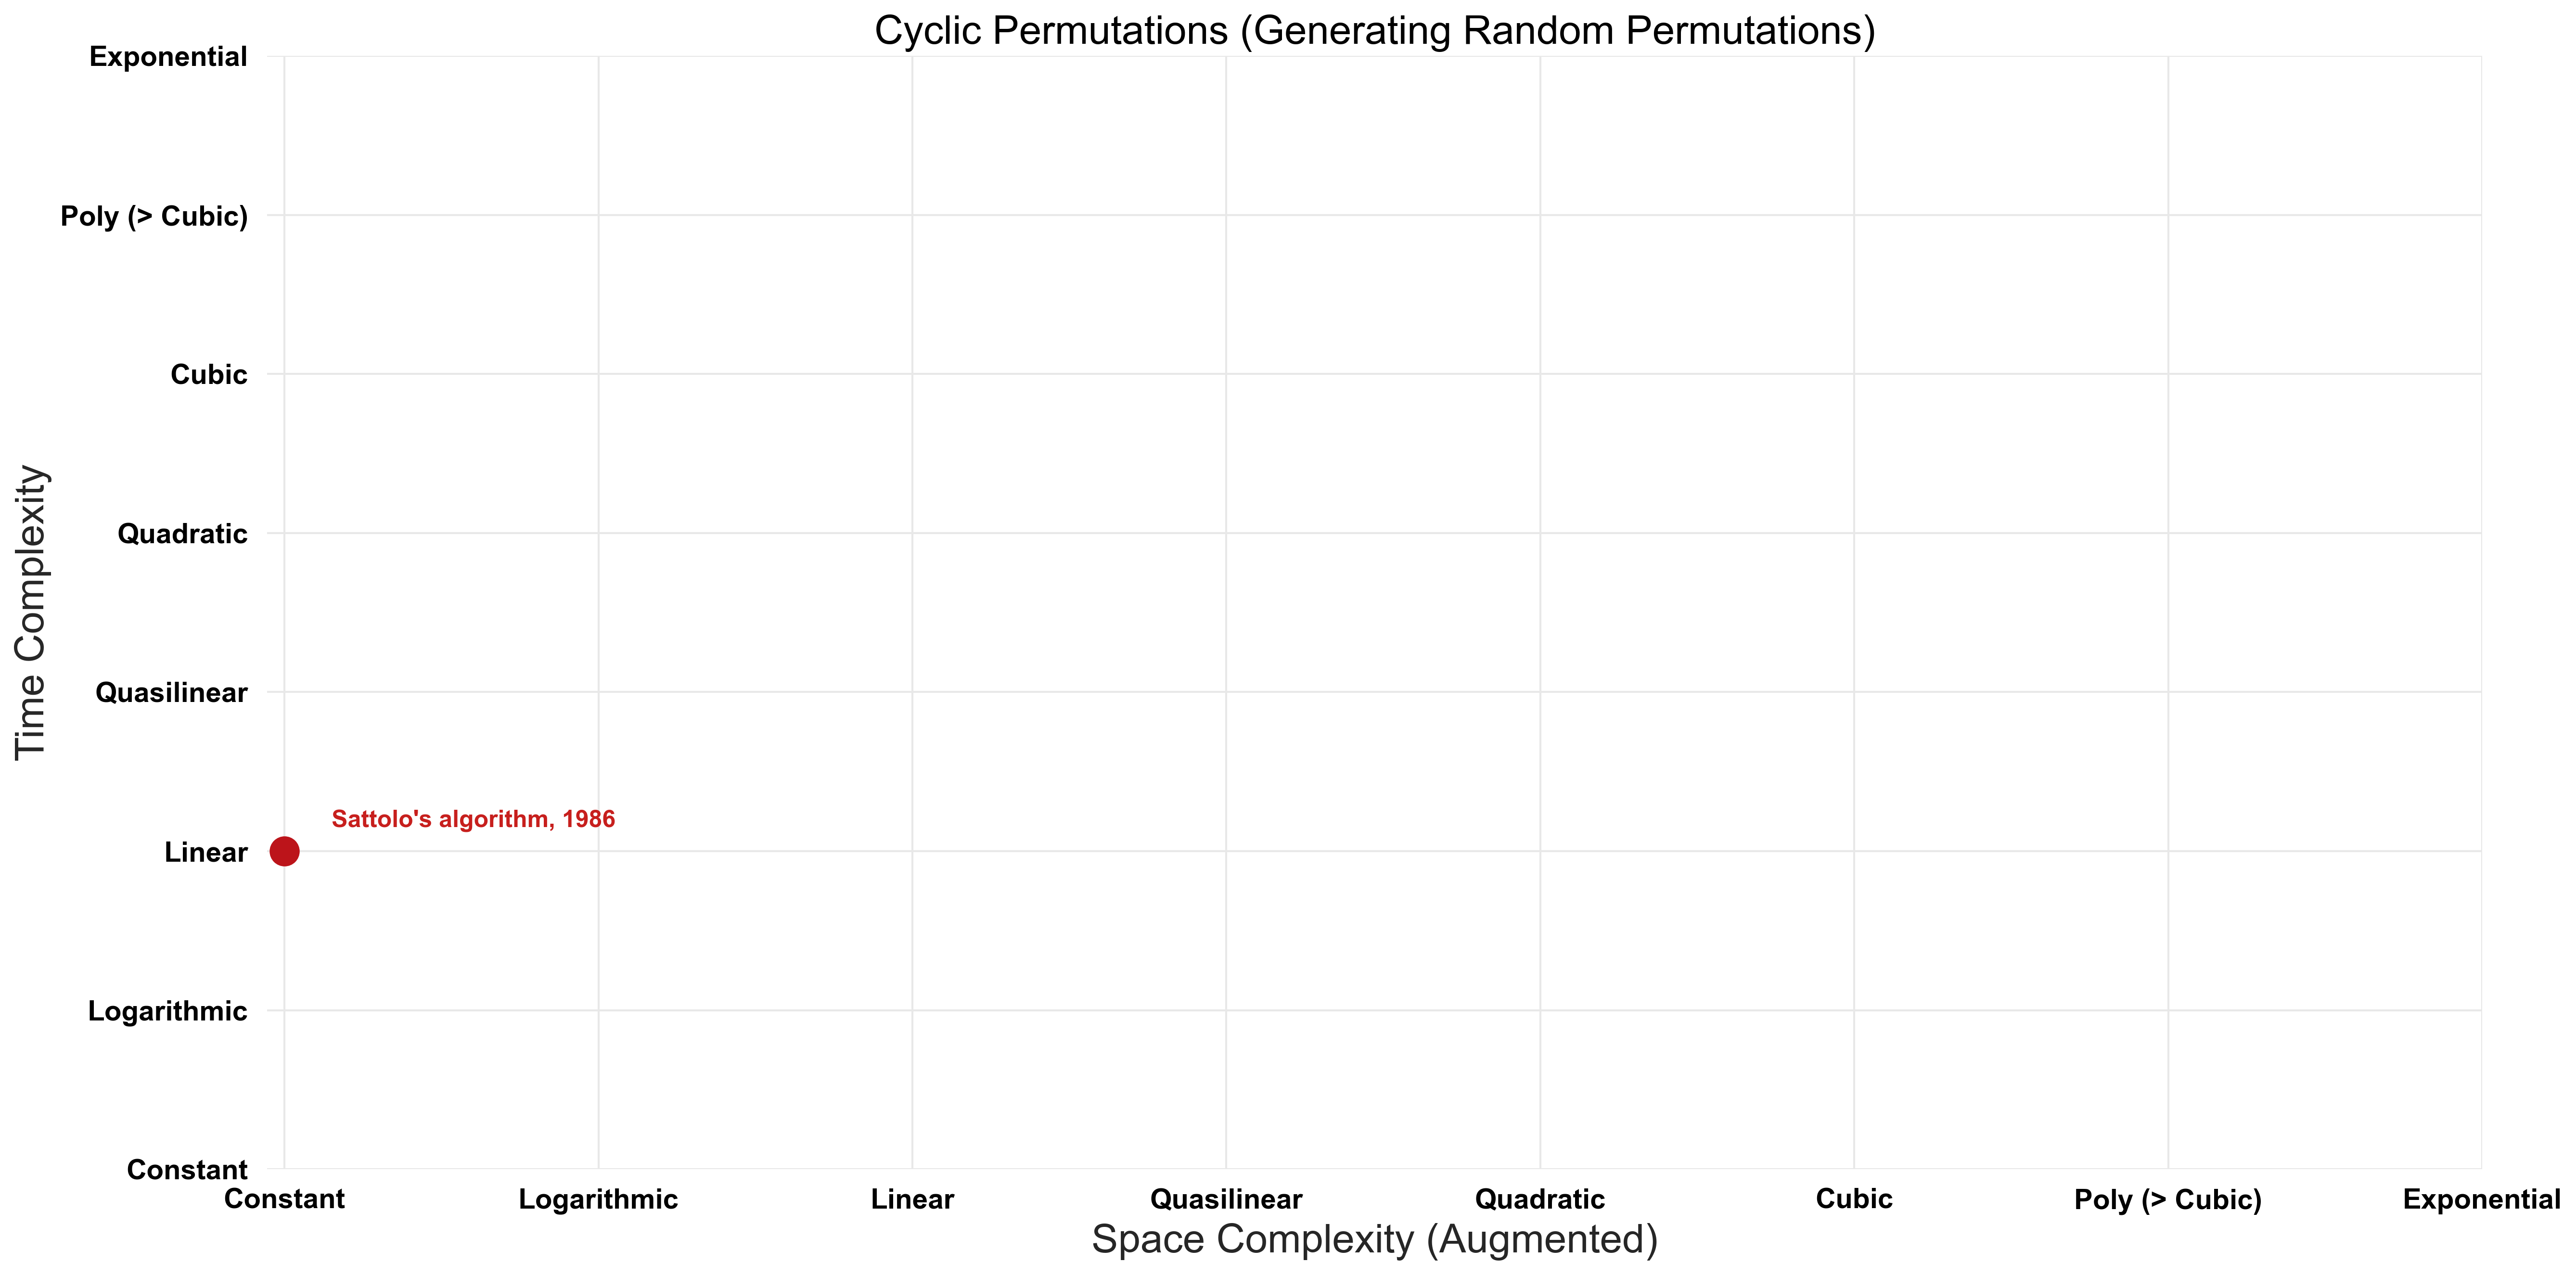 Cyclic Permutations (Generating Random Permutations)
Time Complexity
Exponential
Poly (> Cubic)
Cubic
Quadratic
Quasilinear
Linear
Logarithmic
Constant
Sattolo's algorithm, 1986
Constant
Logarithmic
Linear
Quasilinear
Quadratic
Cubic
Poly (> Cubic)
Exponential
Space Complexity (Augmented)